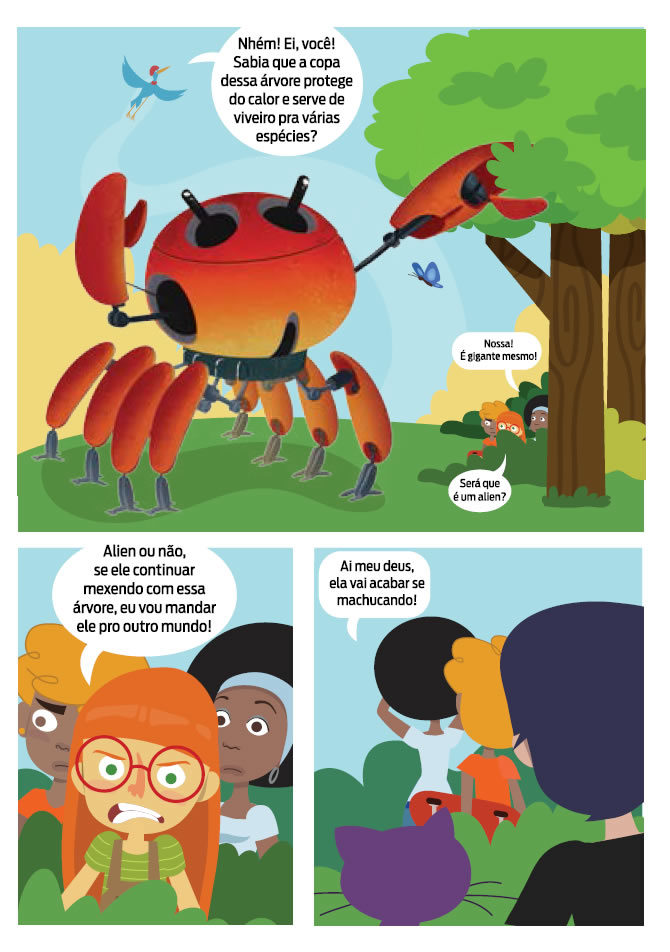 Nhém! Ei, você!
Sabia que a copa
dessa árvore protege
do calor e serve de
viveiro pra várias
espécies?
Nossa!
É gigante mesmo!
Será que
é um alien?
Alien ou não,
se ele continuar
mexendo com essa
árvore, eu vou mandar
ele pro outro mundo!
Ai meu deus,
ela vai acabar se
machucando!